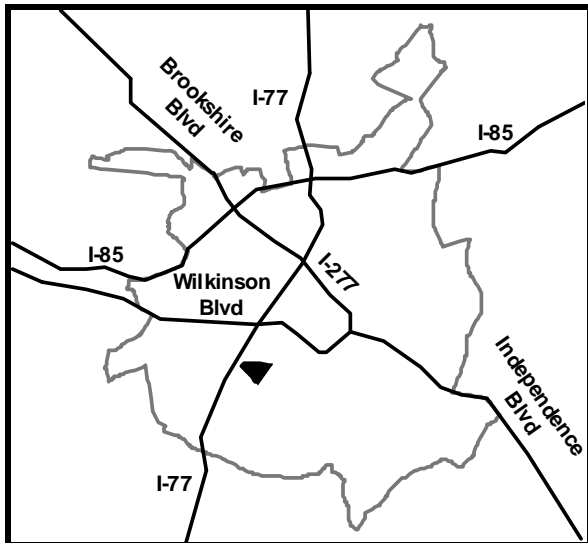 Brookshire
Blvd
I-77
I-85
I-85
I-277
Wilkinson
Blvd
Independence
Blvd
I-77